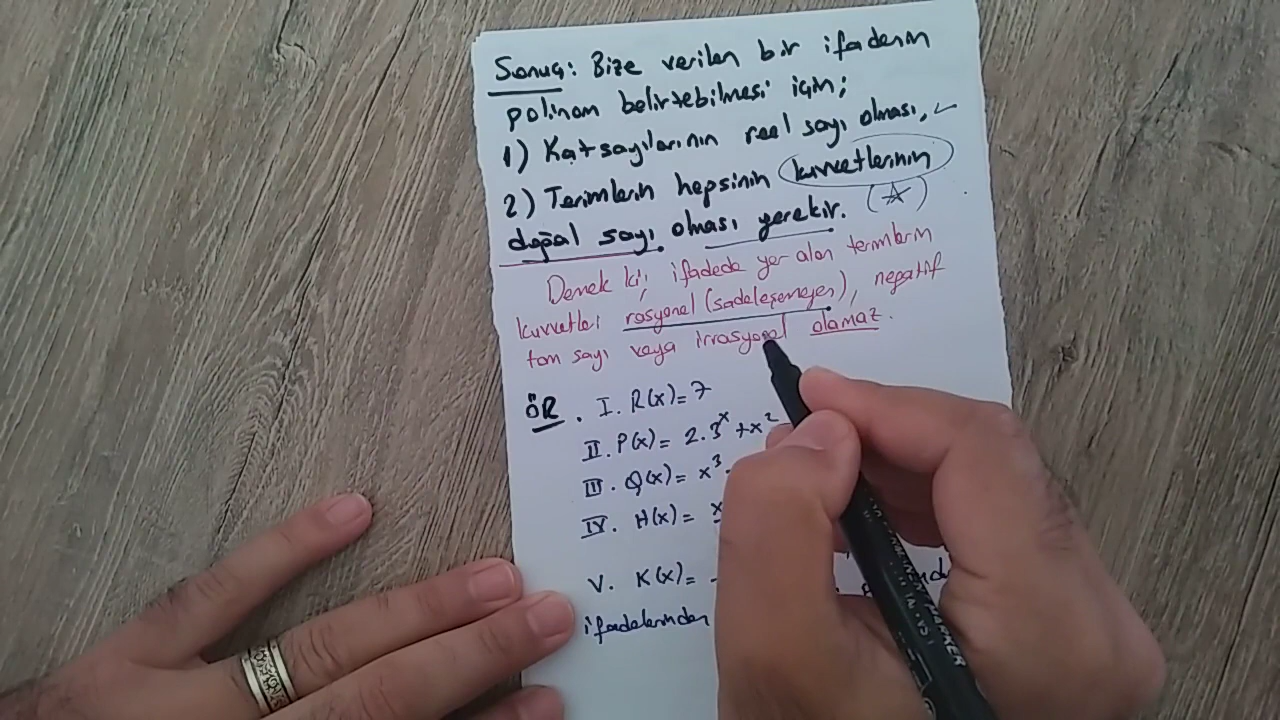 Sonuç: Bize verilen bir ifadenin
polinom belirtebilmesi için;
1) Katsayılarının reel sayı olması,
2) Terimlerin hepsinin kuvvetlerinin
doğal sayı olması gerekir. (☆)
Demek ki; ifadede yer alan terimlerin
kuvvetleri rasyonel (sadeleşemeyen), negatif
tam sayı veya irrasyonel olamaz.
ÖR. I. R(x)=7
II. P(x)= 2.3^x+x^2
III. Q(x)= x^3
IV. H(x)= x
V. K(x)=
ifadelerinden
MARKER